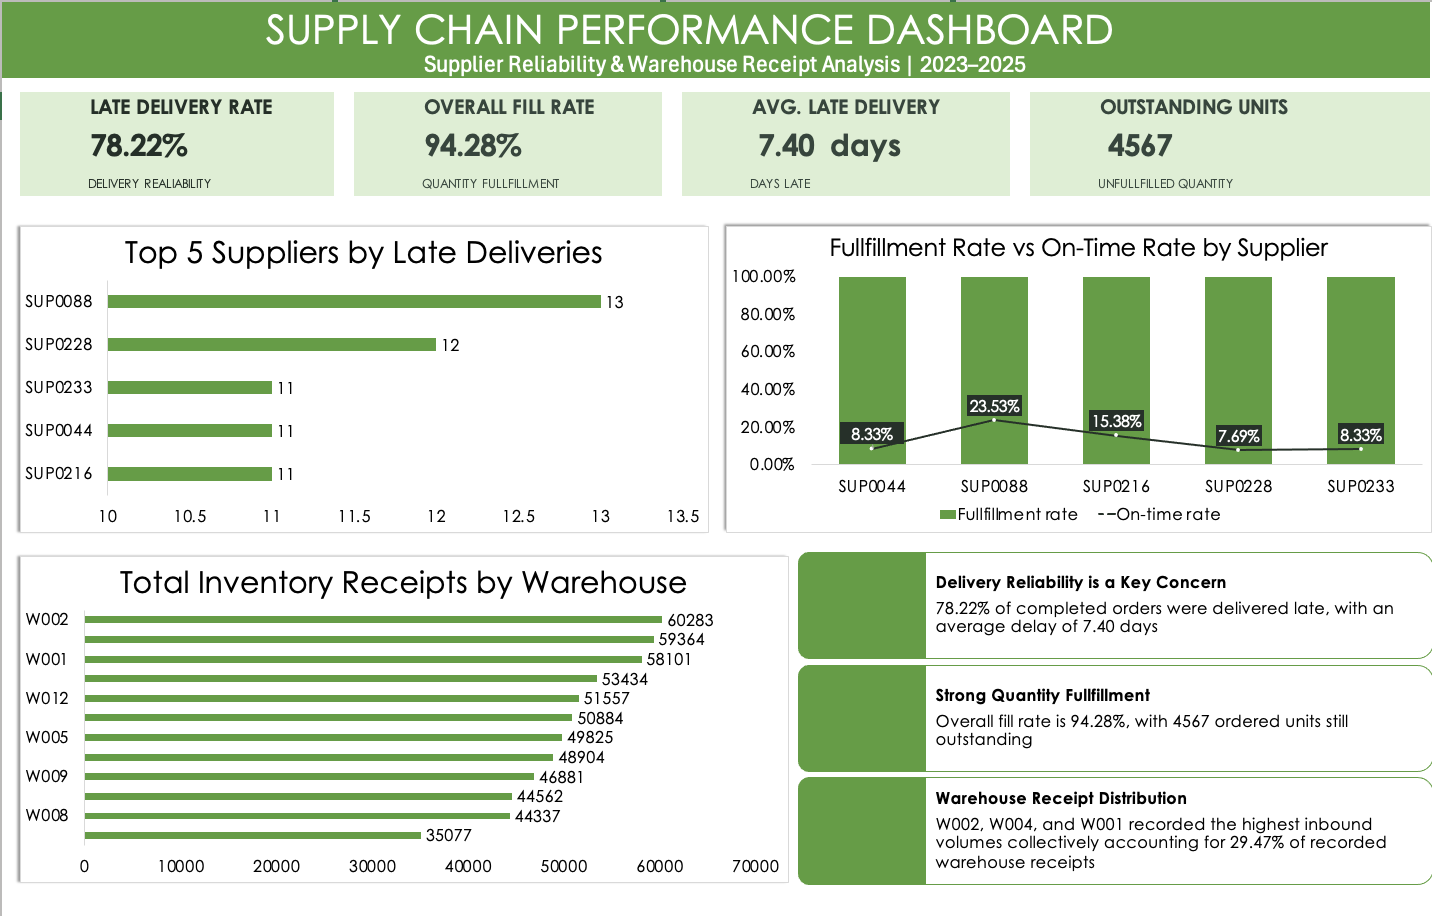 SUPPLY CHAIN PERFORMANCE DASHBOARD
Supplier Reliability & Warehouse Receipt Analysis | 2023–2025
LATE DELIVERY RATE
78.22%
DELIVERY REALIABILITY
OVERALL FILL RATE
94.28%
QUANTITY FULLFILLMENT
AVG. LATE DELIVERY
7.40 days
DAYS LATE
OUTSTANDING UNITS
4567
UNFULLFILLED QUANTITY
Top 5 Suppliers by Late Deliveries
SUP0088 13
SUP0228 12
SUP0233 11
SUP0044 11
SUP0216 11
10 10.5 11 11.5 12 12.5 13 13.5
Fullfillment Rate vs On-Time Rate by Supplier
100.00%
80.00%
60.00%
40.00%
20.00%
0.00%
8.33% 23.53% 15.38% 7.69% 8.33%
SUP0044 SUP0088 SUP0216 SUP0228 SUP0233
Fullfillment rate On-time rate
Total Inventory Receipts by Warehouse
W002 60283
59364
W001 58101
53434
W012 51557
50884
W005 49825
48904
W009 46881
44562
W008 44337
35077
0 10000 20000 30000 40000 50000 60000 70000
Delivery Reliability is a Key Concern
78.22% of completed orders were delivered late, with an
average delay of 7.40 days
Strong Quantity Fullfillment
Overall fill rate is 94.28%, with 4567 ordered units still
outstanding
Warehouse Receipt Distribution
W002, W004, and W001 recorded the highest inbound
volumes collectively accounting for 29.47% of recorded
warehouse receipts